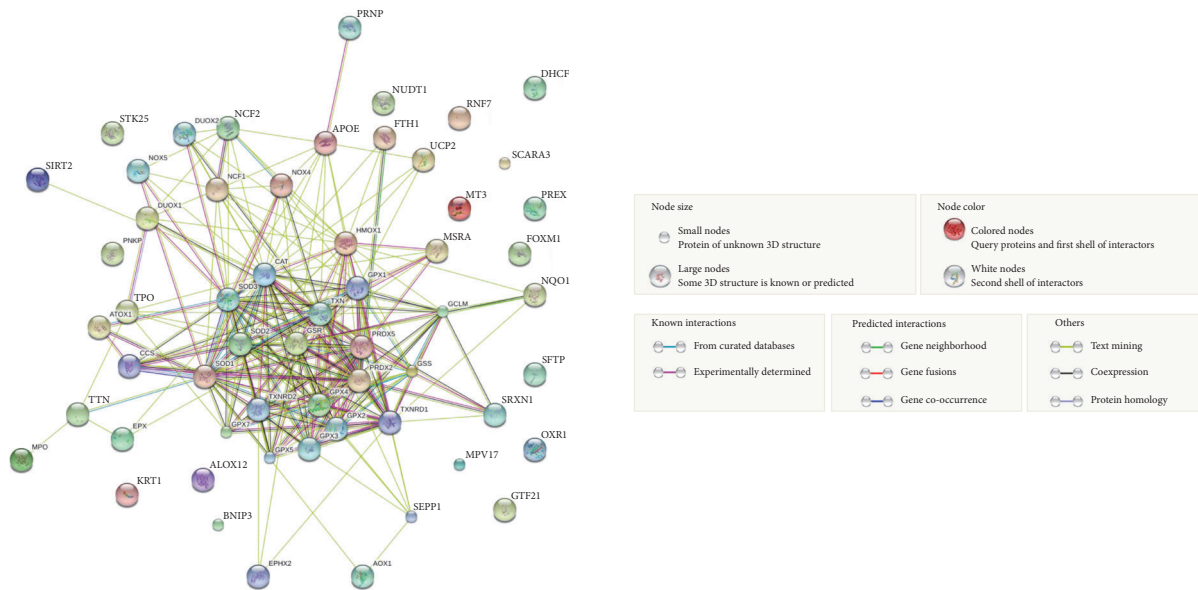 PRNP
DHCF
NUDT1
RNF7
STK25
DUOX2
NCF2
APOE
FTH1
UCP2
SCARA3
SIRT2
NOX5
NCF1
NOX4
MT3
PREX
DUOX1
HMOX1
MSRA
FOXM1
PNKP
CAT
GPX1
NQO1
SOD3
TXN
GCLM
TPO
ATOX1
SOD2
GSR
PRDX5
CCS
SOD1
PRDX2
GSS
SFTP
TXNRD2
GPX4
SRXN1
TTN
GPX7
GPX2
TXNRD1
EPX
GPX3
OXR1
MPO
GPX5
MPV17
ALOX12
KRT1
SEPP1
GTF21
BNIP3
EPHX2
AOX1
Node size
Small nodes
Protein of unknown 3D structure
Large nodes
Some 3D structure is known or predicted
Node color
Colored nodes
Query proteins and first shell of interactors
White nodes
Second shell of interactors
Known interactions
From curated databases
Experimentally determined
Predicted interactions
Gene neighborhood
Gene fusions
Gene co-occurrence
Others
Text mining
Coexpression
Protein homology